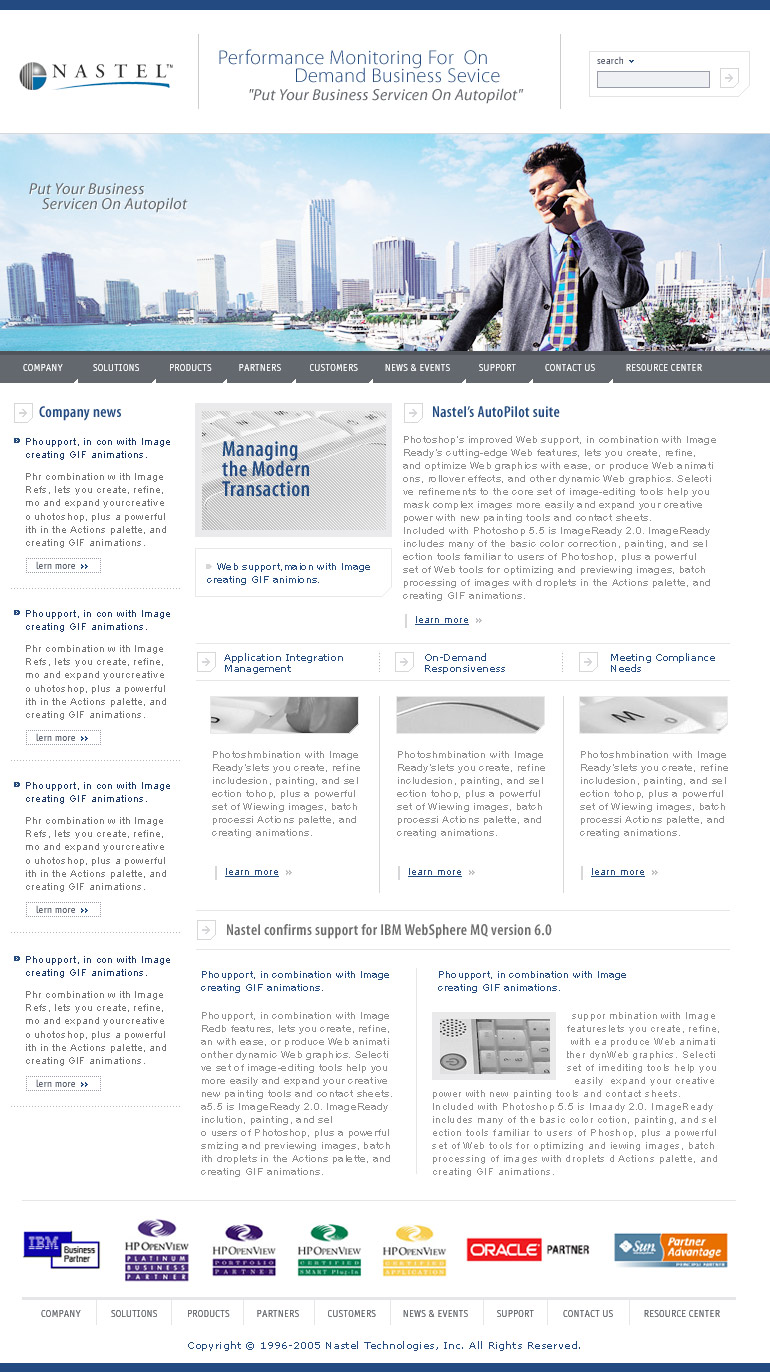 NASTEL™
Performance Monitoring For On
Demand Business Sevice
"Put Your Business Servicen On Autopilot"
search
Put Your Business
Servicen On Autopilot
COMPANY SOLUTIONS PRODUCTS PARTNERS CUSTOMERS NEWS & EVENTS SUPPORT CONTACT US RESOURCE CENTER
Company news
Phoupport, in con with Image
creating GIF animations.
Phr combination with Image
Refs, lets you create, refine,
mo and expand yourcreative
o uhotoshop, plus a powerful
ith in the Actions palette, and
creating GIF animations.
lern more
Phoupport, in con with Image
creating GIF animations.
Phr combination with Image
Refs, lets you create, refine,
mo and expand yourcreative
o uhotoshop, plus a powerful
ith in the Actions palette, and
creating GIF animations.
lern more
Phoupport, in con with Image
creating GIF animations.
Phr combination with Image
Refs, lets you create, refine,
mo and expand yourcreative
o uhotoshop, plus a powerful
ith in the Actions palette, and
creating GIF animations.
lern more
Phoupport, in con with Image
creating GIF animations.
Phr combination with Image
Refs, lets you create, refine,
mo and expand yourcreative
o uhotoshop, plus a powerful
ith in the Actions palette, and
creating GIF animations.
lern more
Managing
the Modern
Transaction
» Web support,maion with Image
creating GIF animions.
Nastel's AutoPilot suite
Photoshop's improved Web support, in combination with Image
Ready's cutting-edge Web features, lets you create, refine,
and optimize Web graphics with ease, or produce Web animati
ons, rollover effects, and other dynamic Web graphics. Selecti
ve refinements to the core set of image-editing tools help you
mask complex images more easily and expand your creative
power with new painting tools and contact sheets.
Included with Photoshop 5.5 is ImageReady 2.0. ImageReady
includes many of the basic color correction, painting, and sel
ection tools familiar to users of Photoshop, plus a powerful
set of Web tools for optimizing and previewing images, batch
processing of images with droplets in the Actions palette, and
creating GIF animations.
learn more »
Application Integration
Management
On-Demand
Responsiveness
Meeting Compliance
Needs
M
Photoshmbination with Image
Ready'slets you create, refine
includesion, painting, and sel
ection tohop, plus a powerful
set of Wiewing images, batch
processi Actions palette, and
creating animations.
learn more »
Photoshmbination with Image
Ready'slets you create, refine
includesion, painting, and sel
ection tohop, plus a powerful
set of Wiewing images, batch
processi Actions palette, and
creating animations.
learn more »
Photoshmbination with Image
Ready'slets you create, refine
includesion, painting, and sel
ection tohop, plus a powerful
set of Wiewing images, batch
processi Actions palette, and
creating animations.
learn more »
Nastel confirms support for IBM WebSphere MQ version 6.0
Phoupport, in combination with Image
creating GIF animations.
Phoupport, in combination with Image
Redb features, lets you create, refine,
an with ease, or produce Web animati
onther dynamic Web graphics. Selecti
ve set of image-editing tools help you
more easily and expand your creative
new painting tools and contact sheets.
a5.5 is ImageReady 2.0. ImageReady
inclution, painting, and sel
o users of Photoshop, plus a powerful
smizing and previewing images, batch
ith droplets in the Actions palette, and
creating GIF animations.
Phoupport, in combination with Image
creating GIF animations.
suppor mbination with Image
featureslets you create, refine,
with ea produce Web animati
ther dynWeb graphics. Selecti
set of imediting tools help you
easily expand your creative
power with new painting tools and contact sheets.
Included with Photoshop 5.5 is Imaady 2.0. ImageReady
includes many of the basic color cotion, painting, and sel
ection tools familiar to users of Phoshop, plus a powerful
set of Web tools for optimizing and iewing images, batch
processing of images with droplets d Actions palette, and
creating GIF animations.
IBM Business
Partner
HP OPENVIEW
PLATINUM
BUSINESS
PARTNER
HP OPENVIEW
PORTFOLIO
PARTNER
HP OPENVIEW
CERTIFIED
SMART Plug-In
HP OPENVIEW
CERTIFIED
APPLICATION
ORACLE PARTNER
Sun Partner
Advantage
PRINCIPAL PARTNER
COMPANY SOLUTIONS PRODUCTS PARTNERS CUSTOMERS NEWS & EVENTS SUPPORT CONTACT US RESOURCE CENTER
Copyright © 1996-2005 Nastel Technologies, Inc. All Rights Reserved.